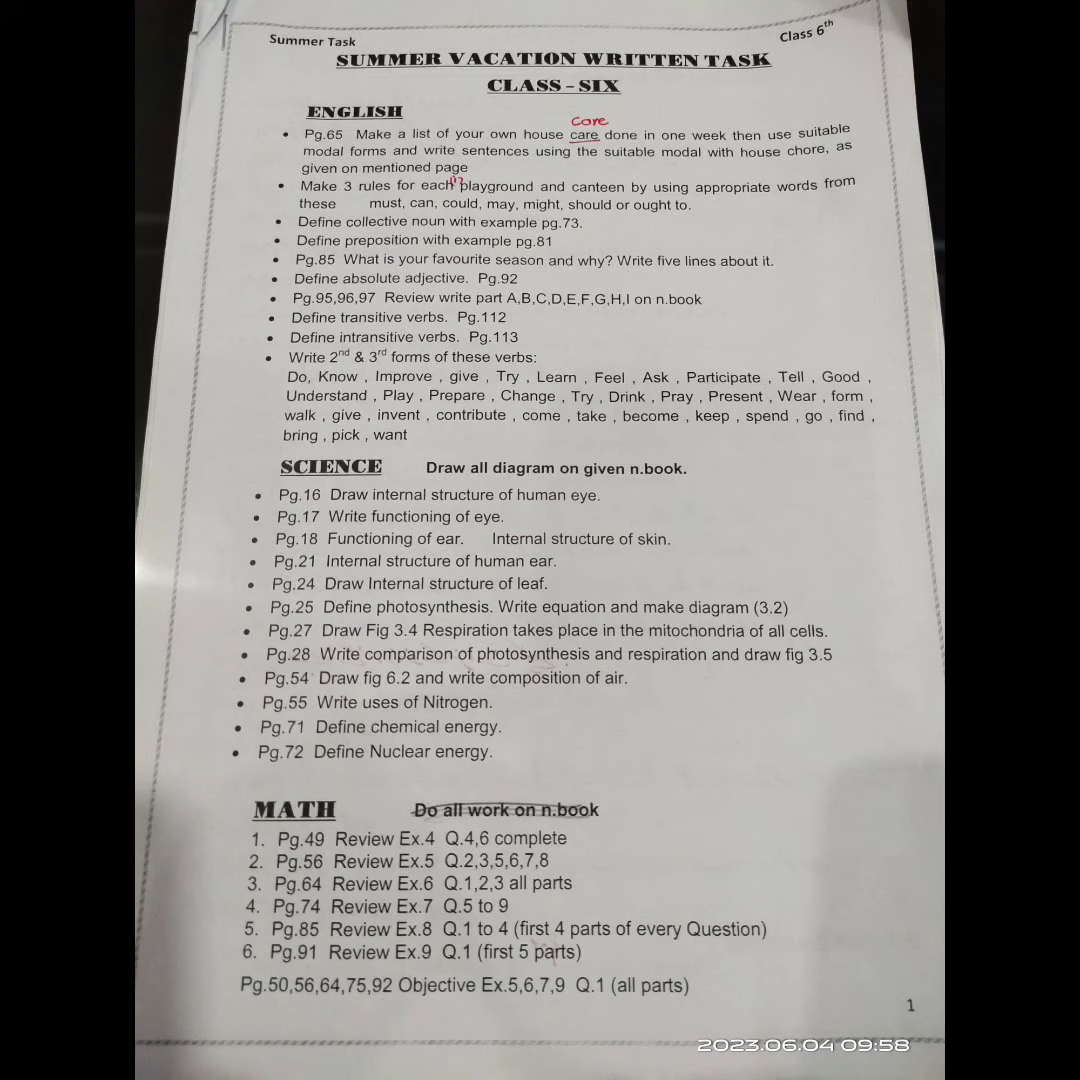 Summer Task
Class 6th
SUMMER VACATION WRITTEN TASK
CLASS – SIX
ENGLISH
Care
• Pg.65 Make a list of your own house care done in one week then use suitable
modal forms and write sentences using the suitable modal with house chore, as
given on mentioned page
• Make 3 rules for each playground and canteen by using appropriate words from
these must, can, could, may, might, should or ought to.
• Define collective noun with example pg.73.
• Define preposition with example pg.81
• Pg.85 What is your favourite season and why? Write five lines about it.
• Define absolute adjective. Pg.92
• Pg.95,96,97 Review write part A,B,C,D,E,F,G,H,I on n.book
• Define transitive verbs. Pg.112
• Define intransitive verbs. Pg.113
• Write 2nd & 3rd forms of these verbs:
Do, Know , Improve , give , Try , Learn , Feel , Ask , Participate , Tell , Good ,
Understand , Play , Prepare , Change , Try , Drink , Pray , Present , Wear , form ,
walk , give , invent , contribute , come , take , become , keep , spend , go , find ,
bring , pick , want
SCIENCE Draw all diagram on given n.book.
• Pg.16 Draw internal structure of human eye.
• Pg.17 Write functioning of eye.
• Pg.18 Functioning of ear. Internal structure of skin.
• Pg.21 Internal structure of human ear.
• Pg.24 Draw Internal structure of leaf.
• Pg.25 Define photosynthesis. Write equation and make diagram (3.2)
• Pg.27 Draw Fig 3.4 Respiration takes place in the mitochondria of all cells.
• Pg.28 Write comparison of photosynthesis and respiration and draw fig 3.5
• Pg.54 Draw fig 6.2 and write composition of air.
• Pg.55 Write uses of Nitrogen.
• Pg.71 Define chemical energy.
• Pg.72 Define Nuclear energy.
MATH Do all work on n.book
1. Pg.49 Review Ex.4 Q.4,6 complete
2. Pg.56 Review Ex.5 Q.2,3,5,6,7,8
3. Pg.64 Review Ex.6 Q.1,2,3 all parts
4. Pg.74 Review Ex.7 Q.5 to 9
5. Pg.85 Review Ex.8 Q.1 to 4 (first 4 parts of every Question)
6. Pg.91 Review Ex.9 Q.1 (first 5 parts)
Pg.50,56,64,75,92 Objective Ex.5,6,7,9 Q.1 (all parts)
1
2023.06.04 09:58